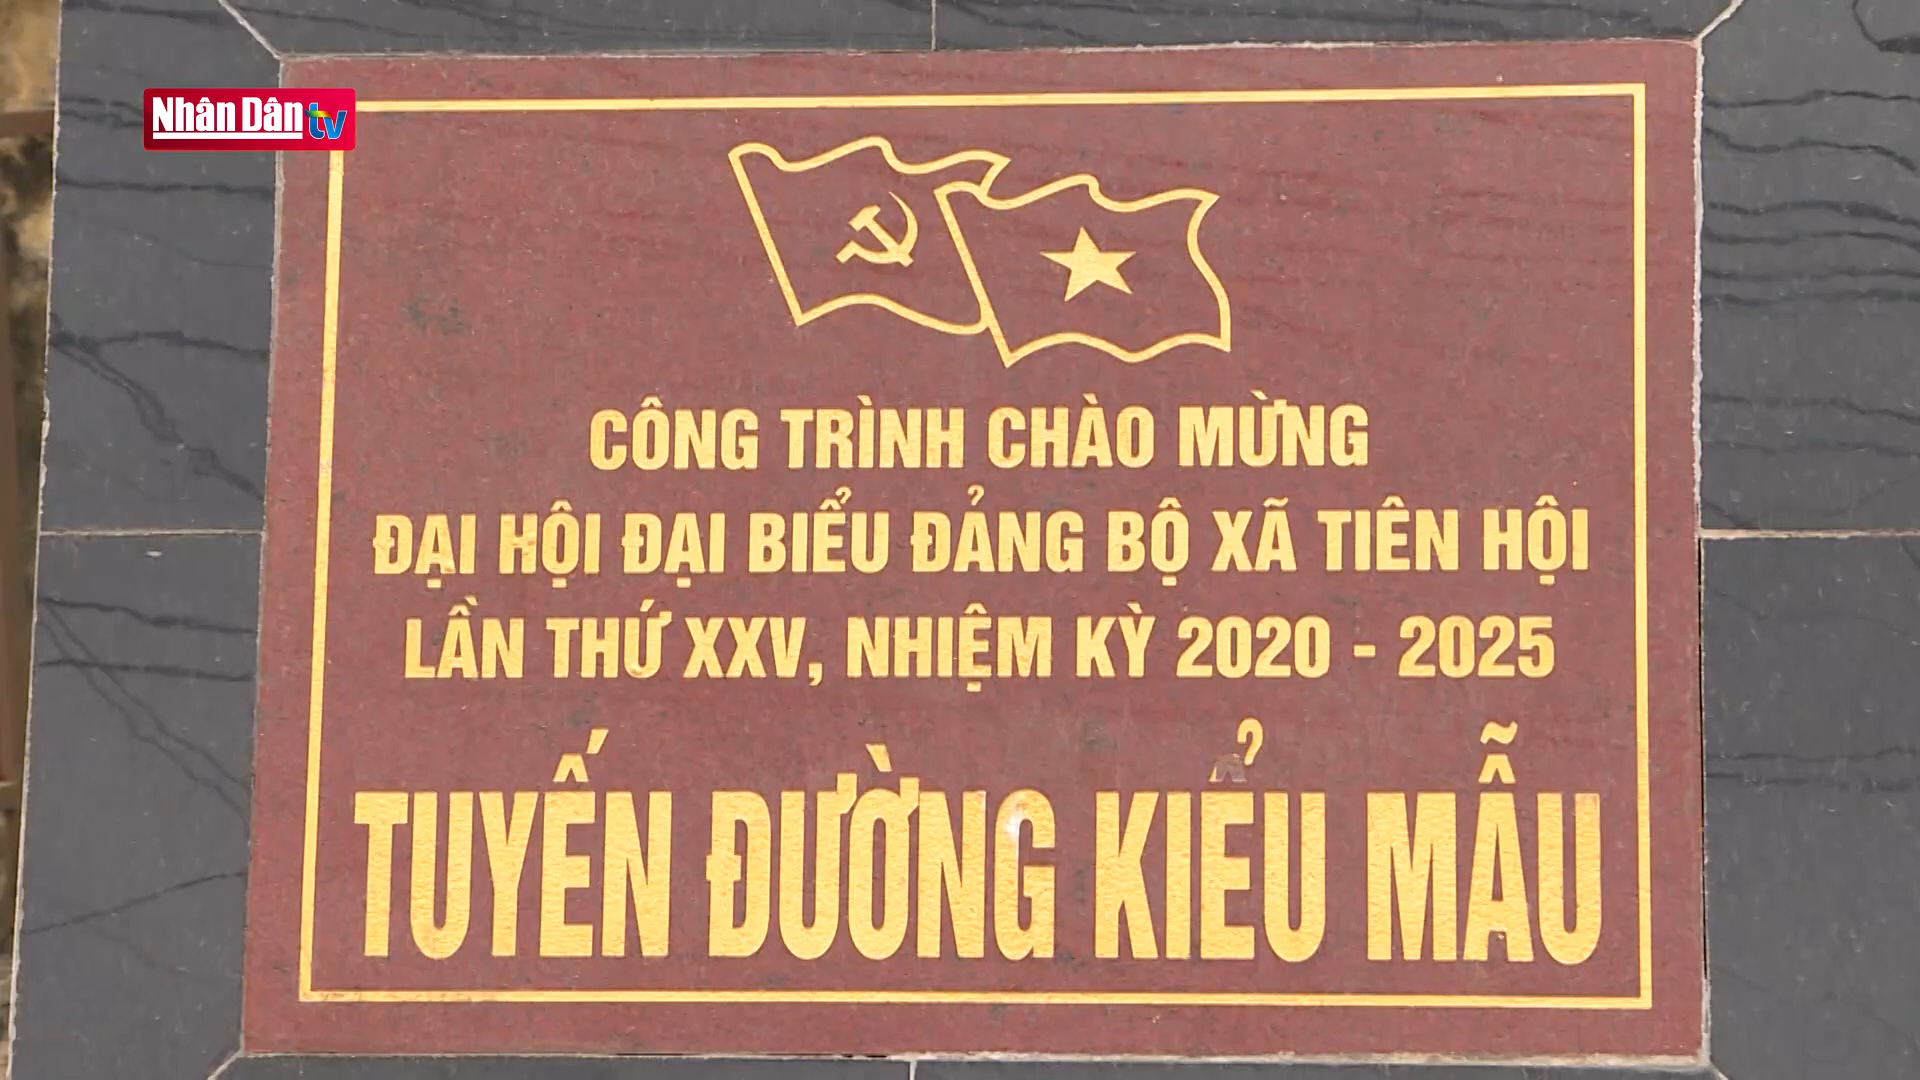 Nhân Dân tv
CÔNG TRÌNH CHÀO MỪNG
ĐẠI HỘI ĐẠI BIỂU ĐẢNG BỘ XÃ TIÊN HỘI
LẦN THỨ XXV, NHIỆM KỲ 2020 - 2025
TUYẾN ĐƯỜNG KIỂU MẪU